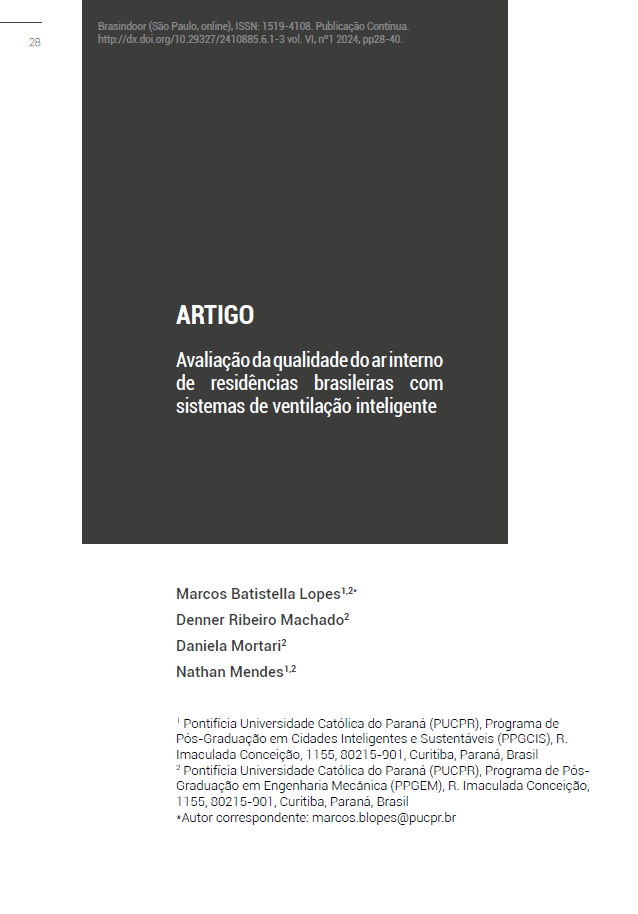 28
Brasindoor (São Paulo, online), ISSN: 1519-4108. Publicação Contínua.
http://dx.doi.org/10.29327/2410885.6.1-3 vol. VI, nº1 2024, pp28-40.
ARTIGO
Avaliação da qualidade do ar interno
de residências brasileiras com
sistemas de ventilação inteligente
Marcos Batistella Lopes1,2*
Denner Ribeiro Machado2
Daniela Mortari2
Nathan Mendes1,2
1 Pontifícia Universidade Católica do Paraná (PUCPR), Programa de
Pós-Graduação em Cidades Inteligentes e Sustentáveis (PPGCIS), R.
Imaculada Conceição, 1155, 80215-901, Curitiba, Paraná, Brasil
2 Pontifícia Universidade Católica do Paraná (PUCPR), Programa de Pós-
Graduação em Engenharia Mecânica (PPGEM), R. Imaculada Conceição,
1155, 80215-901, Curitiba, Paraná, Brasil
*Autor correspondente: marcos.blopes@pucpr.br